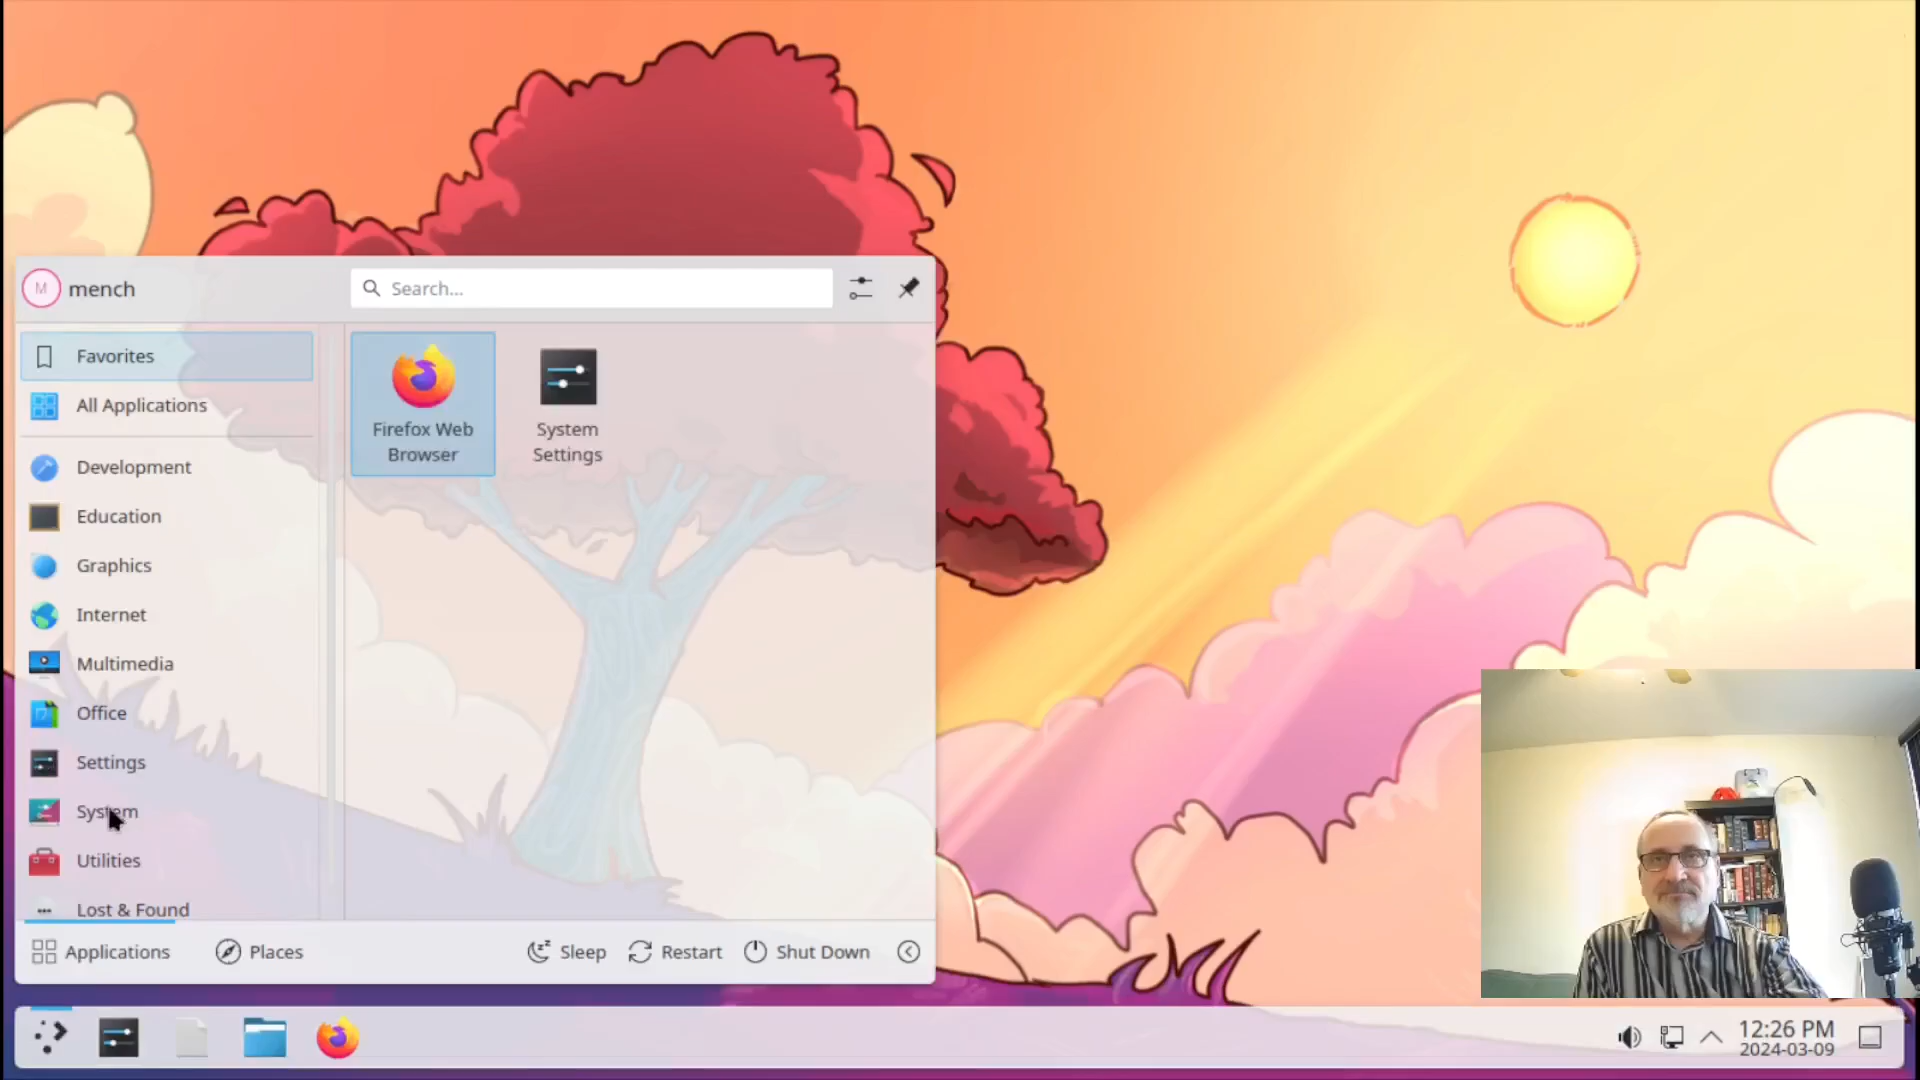 M
mench
Search...
Favorites
All Applications
Development
Education
Graphics
Internet
Multimedia
Office
Settings
System
Utilities
Lost & Found
Firefox Web
Browser
System
Settings
Applications
Places
Sleep
Restart
Shut Down
12:26 PM
2024-03-09